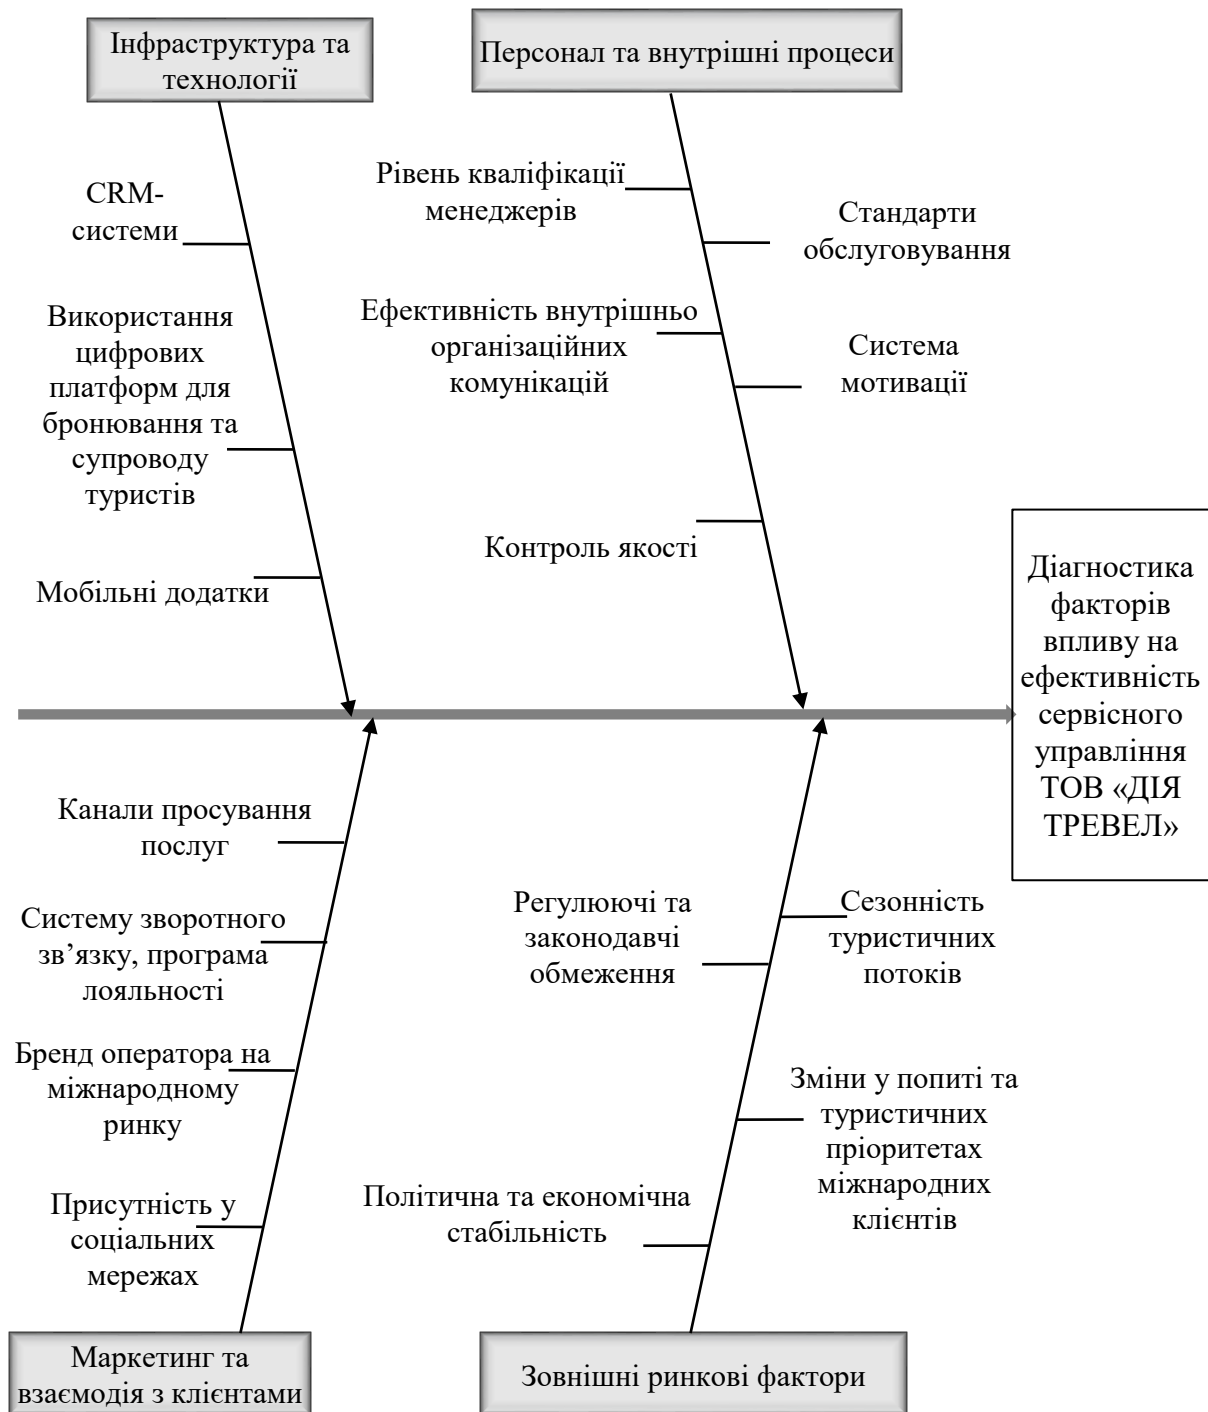 Інфраструктура та
технології
Персонал та внутрішні процеси
CRM-
системи
Використання
цифрових
платформ для
бронювання та
супроводу
туристів
Мобільні додатки
Рівень кваліфікації
менеджерів
Стандарти
обслуговування
Ефективність внутрішньо
організаційних
комунікацій
Система
мотивації
Контроль якості
Діагностика
факторів
впливу на
ефективність
сервісного
управління
ТОВ «ДІЯ
ТРЕВЕЛ»
Канали просування
послуг
Систему зворотного
зв’язку, програма
лояльності
Бренд оператора на
міжнародному
ринку
Присутність у
соціальних
мережах
Регулюючі та
законодавчі
обмеження
Сезонність
туристичних
потоків
Зміни у попиті та
туристичних
пріоритетах
міжнародних
клієнтів
Політична та економічна
стабільність
Маркетинг та
взаємодія з клієнтами
Зовнішні ринкові фактори